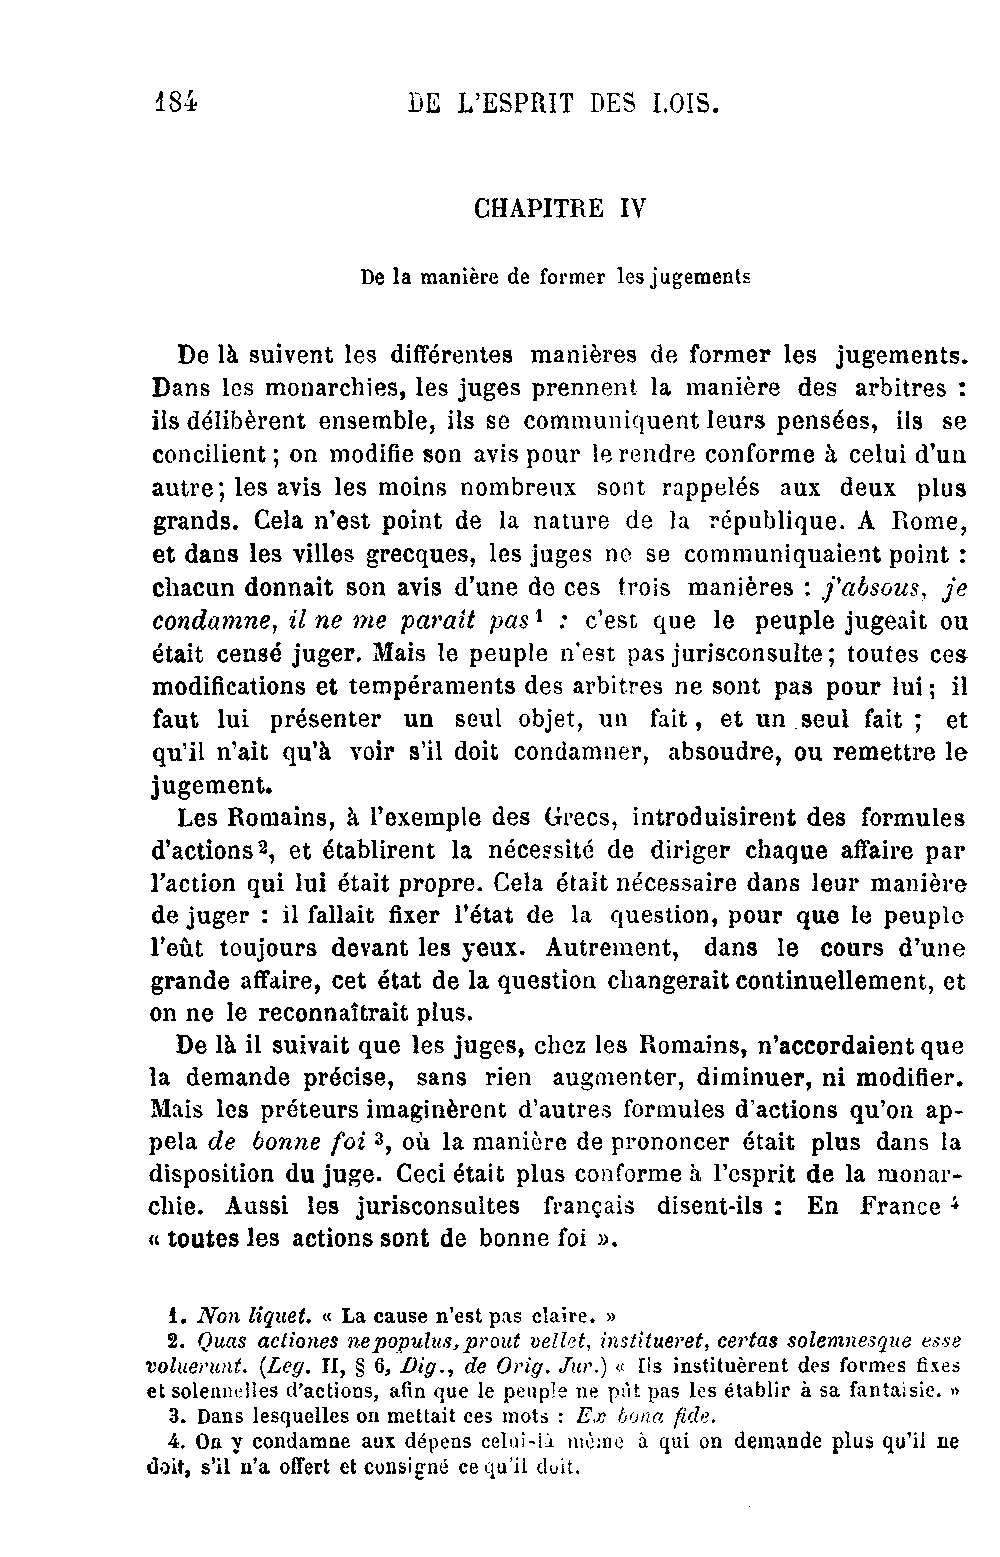 184 DE L'ESPRIT DES LOIS.
CHAPITRE IV
De la manière de former les jugements
De là suivent les différentes manières de former les jugements.
Dans les monarchies, les juges prennent la manière des arbitres :
ils délibèrent ensemble, ils se communiquent leurs pensées, ils se
concilient ; on modifie son avis pour le rendre conforme à celui d'un
autre ; les avis les moins nombreux sont rappelés aux deux plus
grands. Cela n'est point de la nature de la république. A Rome,
et dans les villes grecques, les juges ne se communiquaient point :
chacun donnait son avis d'une de ces trois manières : j'absous, je
condamne, il ne me parait pas¹ : c'est que le peuple jugeait ou
était censé juger. Mais le peuple n'est pas jurisconsulte ; toutes ces
modifications et tempéraments des arbitres ne sont pas pour lui ; il
faut lui présenter un seul objet, un fait, et un seul fait ; et
qu'il n'ait qu'à voir s'il doit condamner, absoudre, ou remettre le
jugement.
Les Romains, à l'exemple des Grecs, introduisirent des formules
d'actions², et établirent la nécessité de diriger chaque affaire par
l'action qui lui était propre. Cela était nécessaire dans leur manière
de juger : il fallait fixer l'état de la question, pour que le peuple
l'eût toujours devant les yeux. Autrement, dans le cours d'une
grande affaire, cet état de la question changerait continuellement, et
on ne le reconnaîtrait plus.
De là il suivait que les juges, chez les Romains, n'accordaient que
la demande précise, sans rien augmenter, diminuer, ni modifier.
Mais les préteurs imaginèrent d'autres formules d'actions qu'on ap-
pela de bonne foi ³, où la manière de prononcer était plus dans la
disposition du juge. Ceci était plus conforme à l'esprit de la monar-
chie. Aussi les jurisconsultes français disent-ils : En France ⁴
« toutes les actions sont de bonne foi ».
1. Non liquet. « La cause n'est pas claire. »
2. Quas actiones ne populus, prout vellet, institueret, certas solemnesque esse
voluerunt. (Leg. II, § 6, Dig., de Orig. Jur.) « Ils instituèrent des formes fixes
et solennelles d'actions, afin que le peuple ne pût pas les établir à sa fantaisie. »
3. Dans lesquelles on mettait ces mots : Ex bona fide.
4. On y condamne aux dépens celui-là même à qui on demande plus qu'il ne
doit, s'il n'a offert et consigné ce qu'il doit.